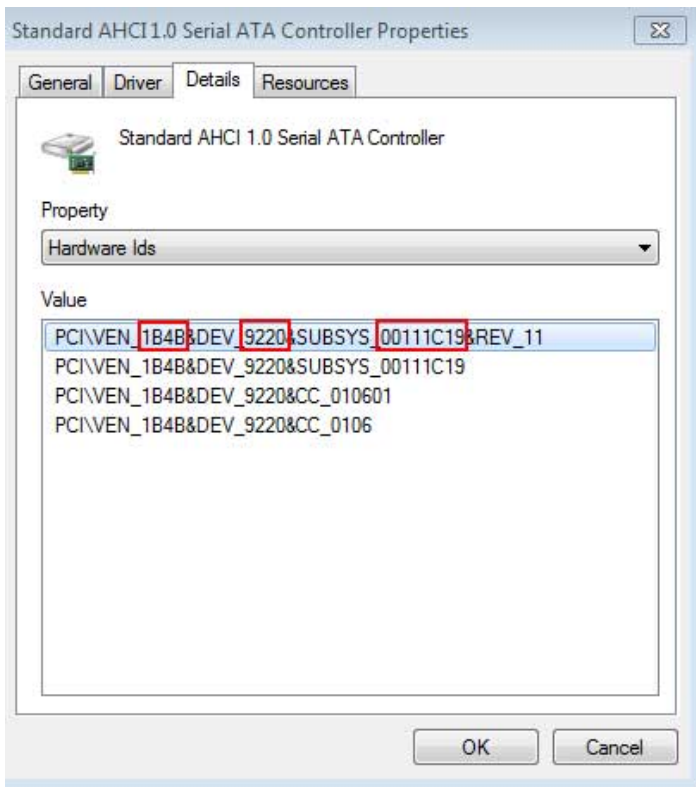 Standard AHCI 1.0 Serial ATA Controller Properties
General Driver Details Resources
Standard AHCI 1.0 Serial ATA Controller
Property
Hardware Ids
Value
PCI\VEN_1B4B&DEV_9220&SUBSYS_00111C19&REV_11
PCI\VEN_1B4B&DEV_9220&SUBSYS_00111C19
PCI\VEN_1B4B&DEV_9220&CC_010601
PCI\VEN_1B4B&DEV_9220&CC_0106
OK Cancel